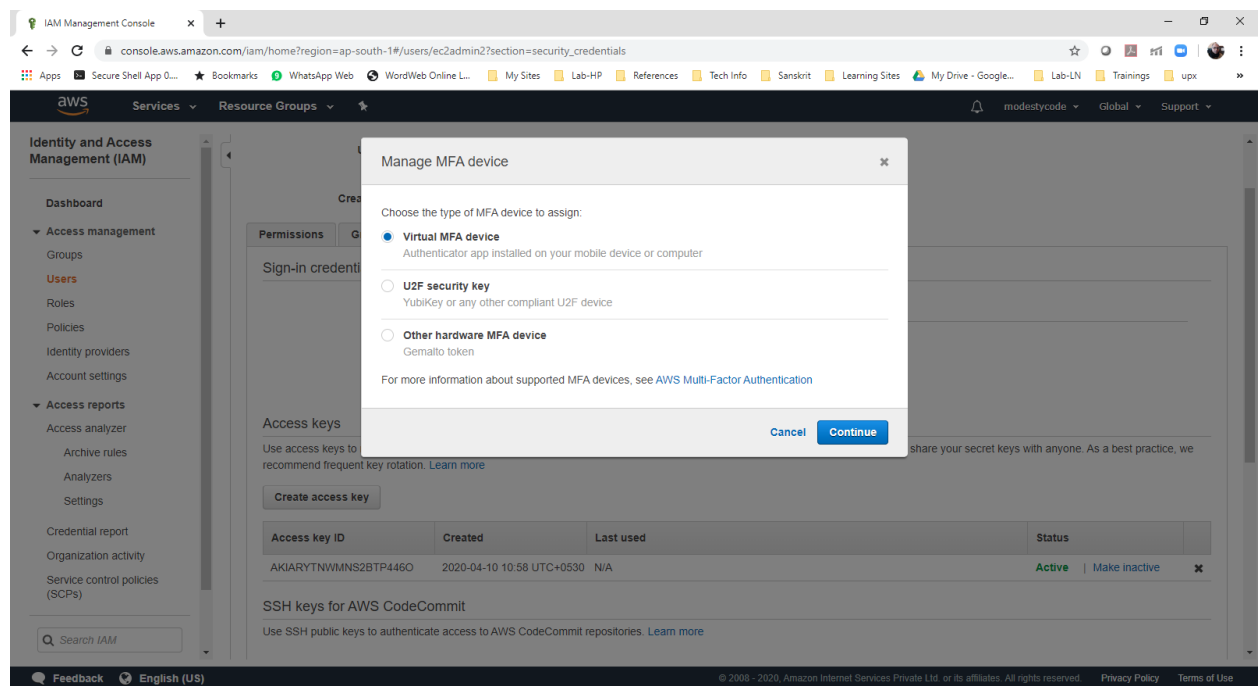 IAM Management Console
console.aws.amazon.com/iam/home?region=ap-south-1#/users/ec2admin2?section=security_credentials
Apps Secure Shell App 0.... Bookmarks WhatsApp Web WordWeb Online L... My Sites Lab-HP References Tech Info Sanskrit Learning Sites My Drive - Google... Lab-LN Trainings upx »
aws Services Resource Groups modestycode Global Support
Identity and Access
Management (IAM)
Dashboard
Access management
Groups
Users
Roles
Policies
Identity providers
Account settings
Access reports
Access analyzer
Archive rules
Analyzers
Settings
Credential report
Organization activity
Service control policies
(SCPs)
Search IAM
Crea
Permissions G
Sign-in credenti
Manage MFA device
Choose the type of MFA device to assign:
Virtual MFA device
Authenticator app installed on your mobile device or computer
U2F security key
YubiKey or any other compliant U2F device
Other hardware MFA device
Gemalto token
For more information about supported MFA devices, see AWS Multi-Factor Authentication
Cancel Continue
Access keys
Use access keys to share your secret keys with anyone. As a best practice, we
recommend frequent key rotation. Learn more
Create access key
Access key ID Created Last used Status
AKIARYTNWMNS2BTP446O 2020-04-10 10:58 UTC+0530 N/A Active | Make inactive
SSH keys for AWS CodeCommit
Use SSH public keys to authenticate access to AWS CodeCommit repositories. Learn more
Feedback English (US) © 2008 - 2020, Amazon Internet Services Private Ltd. or its affiliates. All rights reserved. Privacy Policy Terms of Use